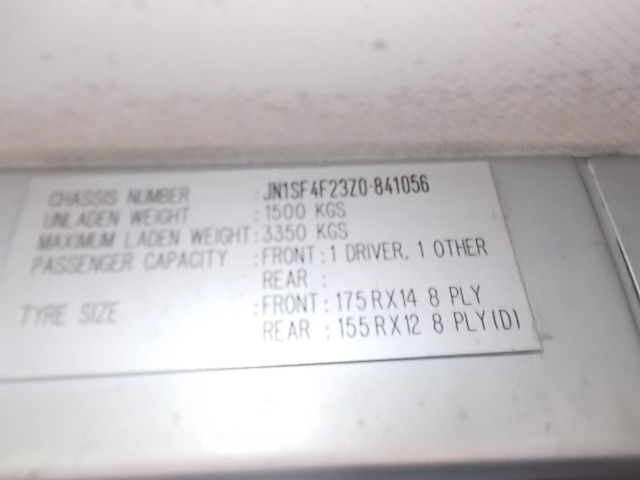 CHASSIS NUMBER : JN1SF4F23Z0-841056
UNLADEN WEIGHT : 1500 KGS
MAXIMUM LADEN WEIGHT : 3350 KGS
PASSENGER CAPACITY : FRONT : 1 DRIVER, 1 OTHER
REAR :
TYRE SIZE : FRONT : 175 RX14 8 PLY
REAR : 155 RX12 8 PLY (D)